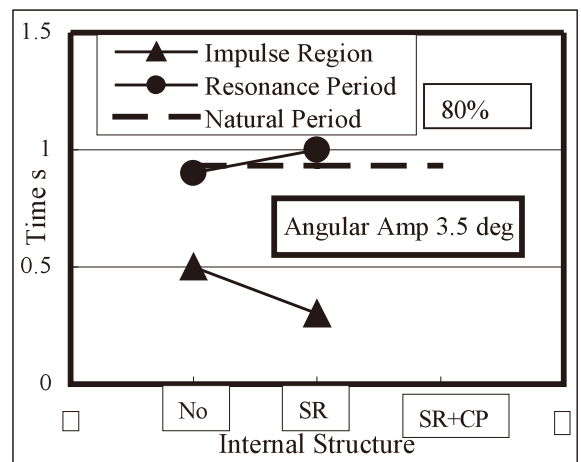 1.5
Impulse Region
Resonance Period
Natural Period
80%
1
Time s
Angular Amp 3.5 deg
0.5
0
No
SR
SR+CP
Internal Structure